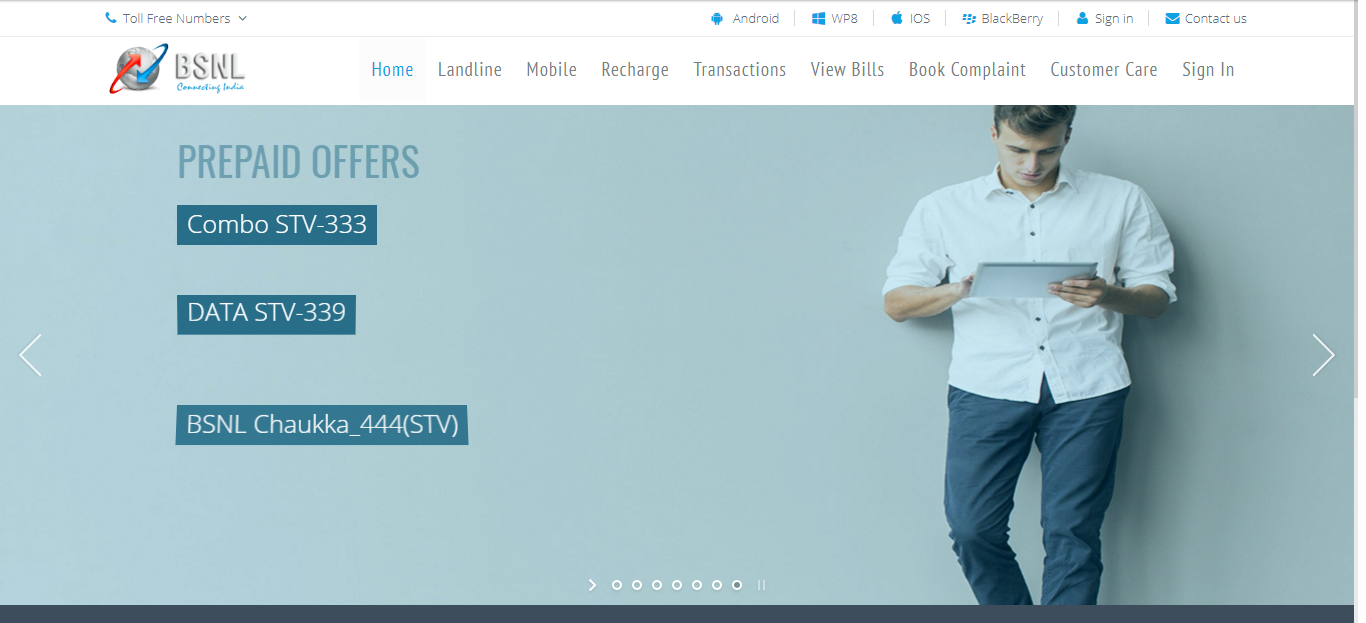 Toll Free Numbers Android WP8 IOS BlackBerry Sign in Contact us
BSNL
Connecting India
Home Landline Mobile Recharge Transactions View Bills Book Complaint Customer Care Sign In
PREPAID OFFERS
Combo STV-333
DATA STV-339
BSNL Chaukka_444(STV)